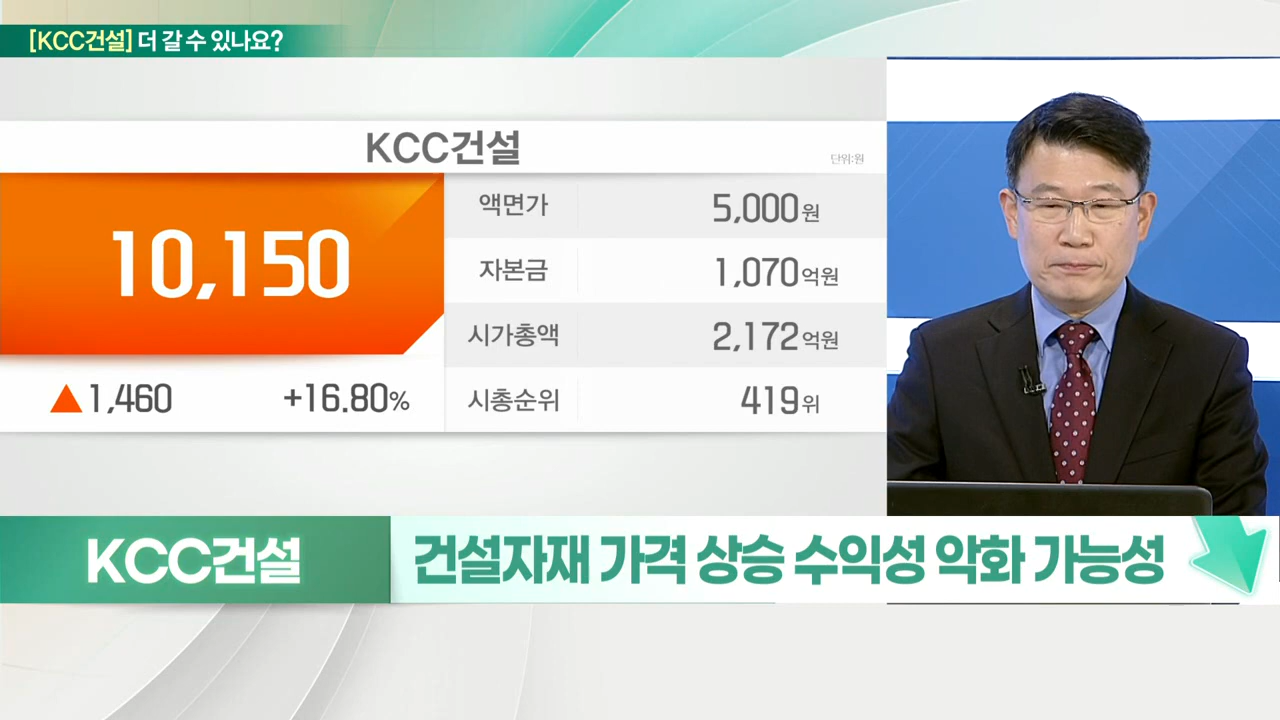 [KCC건설] 더 갈 수 있나요?
KCC건설
단위:원
10,150
▲1,460 +16.80%
액면가 5,000원
자본금 1,070억원
시가총액 2,172억원
시총순위 419위
KCC건설
건설자재 가격 상승 수익성 악화 가능성